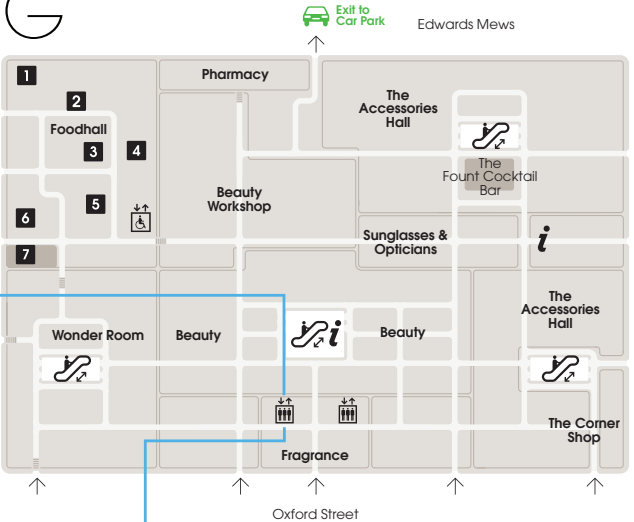 G
Exit to
Car Park
Edwards Mews
1
Pharmacy
2
The
Accessories
Hall
Foodhall
3
4
The
Fount Cocktail
Bar
Beauty
Workshop
5
6
Sunglasses &
Opticians
i
7
The
Accessories
Hall
Wonder Room
Beauty
i
Beauty
The Corner
Shop
Fragrance
Oxford Street